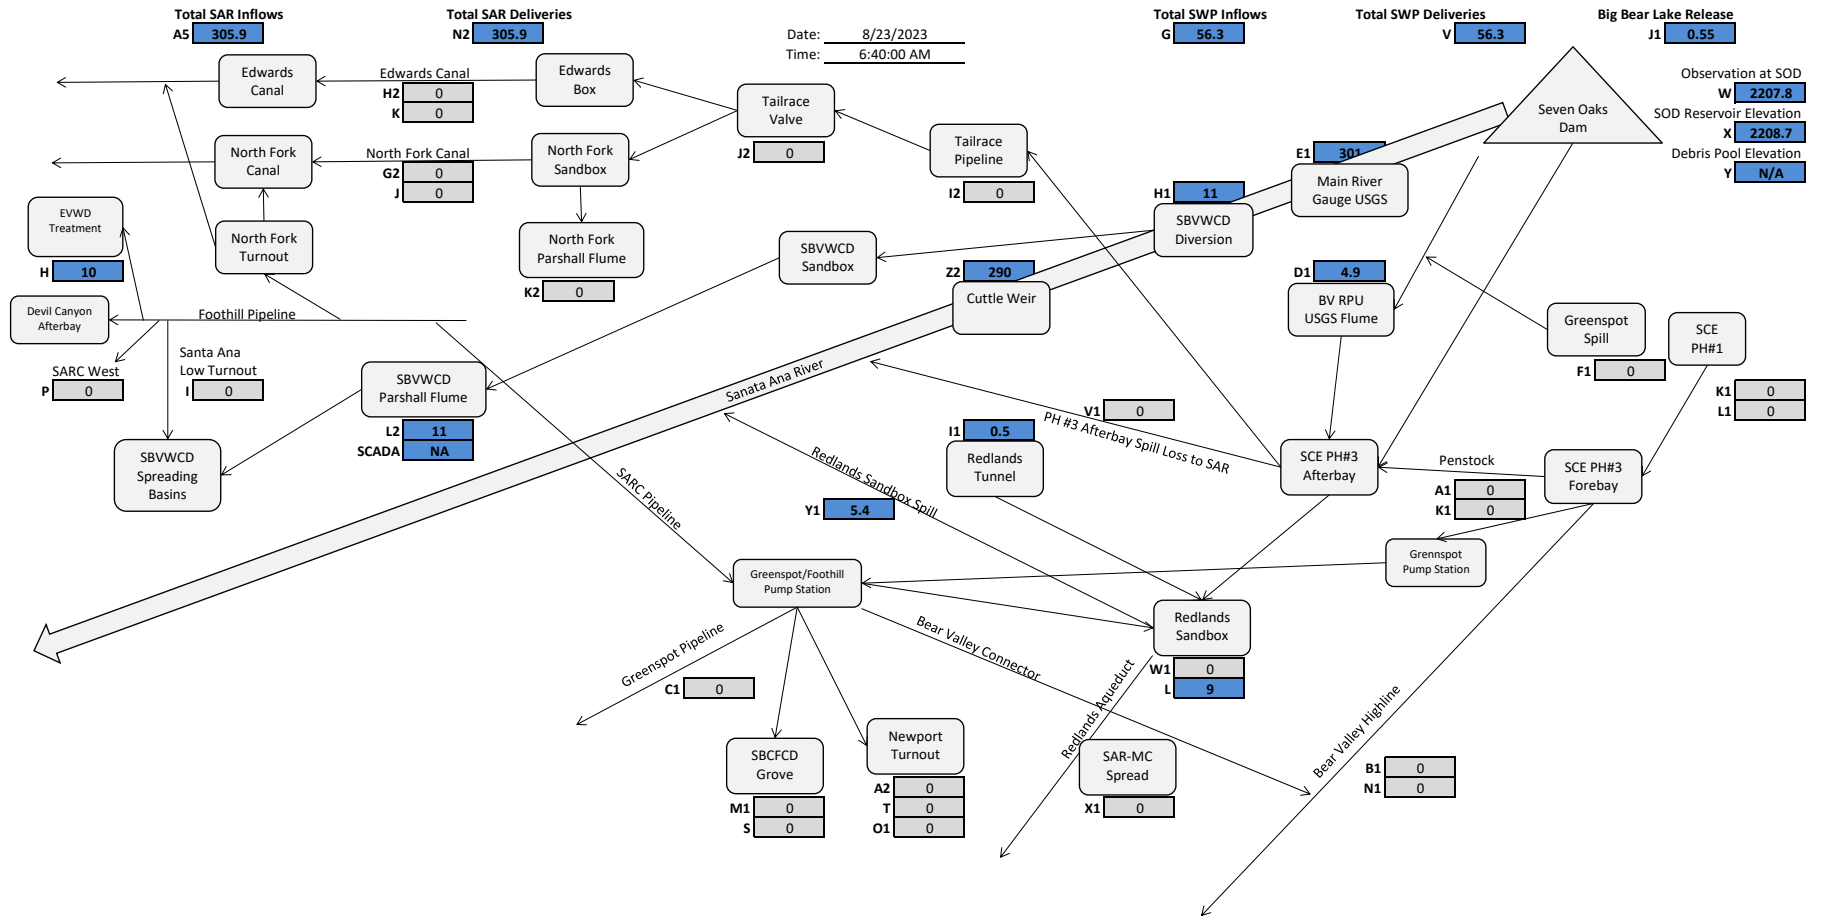 Total SAR Inflows
A5 305.9
Total SAR Deliveries
N2 305.9
Date: 8/23/2023
Time: 6:40:00 AM
Total SWP Inflows
G 56.3
Total SWP Deliveries
V 56.3
Big Bear Lake Release
J1 0.55
Observation at SOD
W 2207.8
SOD Reservoir Elevation
X 2208.7
Debris Pool Elevation
Y N/A
Seven Oaks
Dam
Edwards
Canal
Edwards Canal
H2 0
K 0
Edwards
Box
Tailrace
Valve
J2 0
Tailrace
Pipeline
I2 0
E1 301
Main River
Gauge USGS
H1 11
SBVWCD
Diversion
North Fork
Canal
North Fork Canal
G2 0
J 0
North Fork
Sandbox
North Fork
Parshall Flume
K2 0
EVWD
Treatment
H 10
North Fork
Turnout
SBVWCD
Sandbox
Z2 290
Cuttle Weir
D1 4.9
BV RPU
USGS Flume
Greenspot
Spill
F1 0
SCE
PH#1
K1 0
L1 0
Devil Canyon
Afterbay
Foothill Pipeline
SARC West
P 0
Santa Ana
Low Turnout
I 0
SBVWCD
Parshall Flume
L2 11
SCADA NA
SBVWCD
Spreading
Basins
Sanata Ana River
V1 0
PH #3 Afterbay Spill Loss to SAR
I1 0.5
Redlands
Tunnel
Redlands Sandbox Spill
Y1 5.4
SARC Pipeline
SCE PH#3
Afterbay
Penstock
A1 0
K1 0
SCE PH#3
Forebay
Grennspot
Pump Station
Greenspot/Foothill
Pump Station
Redlands
Sandbox
W1 0
L 9
Greenspot Pipeline
C1 0
Bear Valley Connector
Redlands Aqueduct
Bear Valley Highline
SBCFCD
Grove
M1 0
S 0
Newport
Turnout
A2 0
T 0
O1 0
SAR-MC
Spread
X1 0
B1 0
N1 0